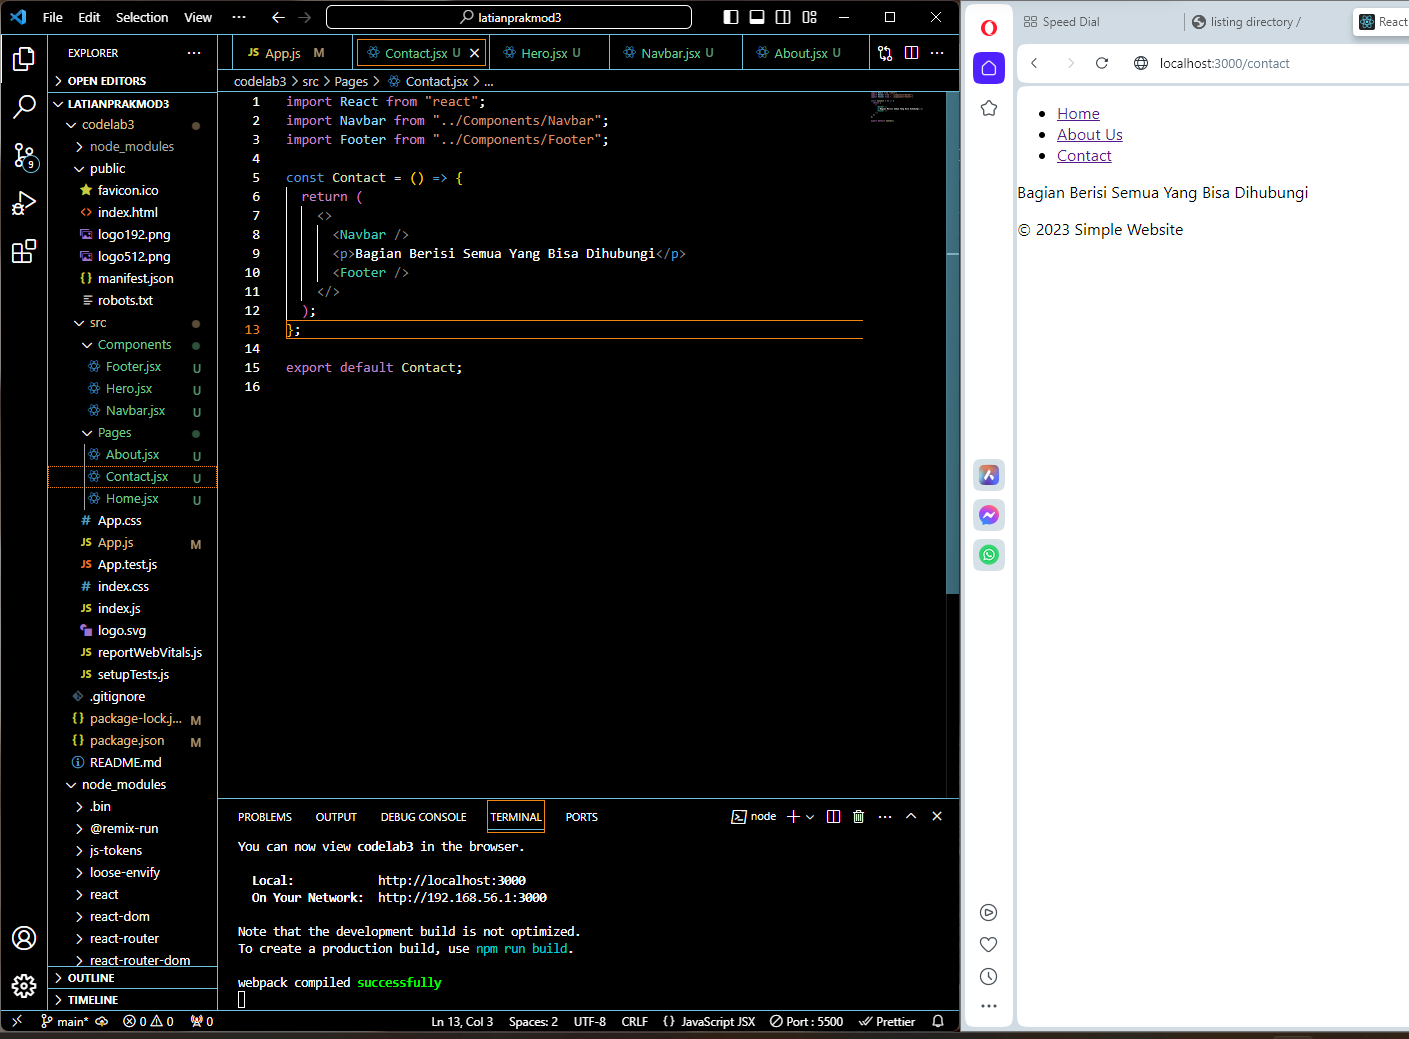 File Edit Selection View ··· latianprakmod3
EXPLORER ···
OPEN EDITORS
LATIANPRAKMOD3
codelab3
node_modules
public
favicon.ico
index.html
logo192.png
logo512.png
manifest.json
robots.txt
src
Components
Footer.jsx U
Hero.jsx U
Navbar.jsx U
Pages
About.jsx U
Contact.jsx U
Home.jsx U
App.css
App.js M
App.test.js
index.css
index.js
logo.svg
reportWebVitals.js
setupTests.js
.gitignore
package-lock.j... M
package.json M
README.md
node_modules
.bin
@remix-run
js-tokens
loose-envify
react
react-dom
react-router
react-router-dom
OUTLINE
TIMELINE
9
JS App.js M Contact.jsx U Hero.jsx U Navbar.jsx U About.jsx U ···
codelab3 > src > Pages > Contact.jsx > ...
1 import React from "react";
2 import Navbar from "../Components/Navbar";
3 import Footer from "../Components/Footer";
4
5 const Contact = () => {
6 return (
7 <>
8 <Navbar />
9 <p>Bagian Berisi Semua Yang Bisa Dihubungi</p>
10 <Footer />
11 </>
12 );
13 };
14
15 export default Contact;
16
PROBLEMS OUTPUT DEBUG CONSOLE TERMINAL PORTS node
You can now view codelab3 in the browser.
Local: http://localhost:3000
On Your Network: http://192.168.56.1:3000
Note that the development build is not optimized.
To create a production build, use npm run build.
webpack compiled successfully
main* 0 0 0 Ln 13, Col 3 Spaces: 2 UTF-8 CRLF {} JavaScript JSX Port : 5500 Prettier
Speed Dial listing directory / React
localhost:3000/contact
• Home
• About Us
• Contact
Bagian Berisi Semua Yang Bisa Dihubungi
© 2023 Simple Website